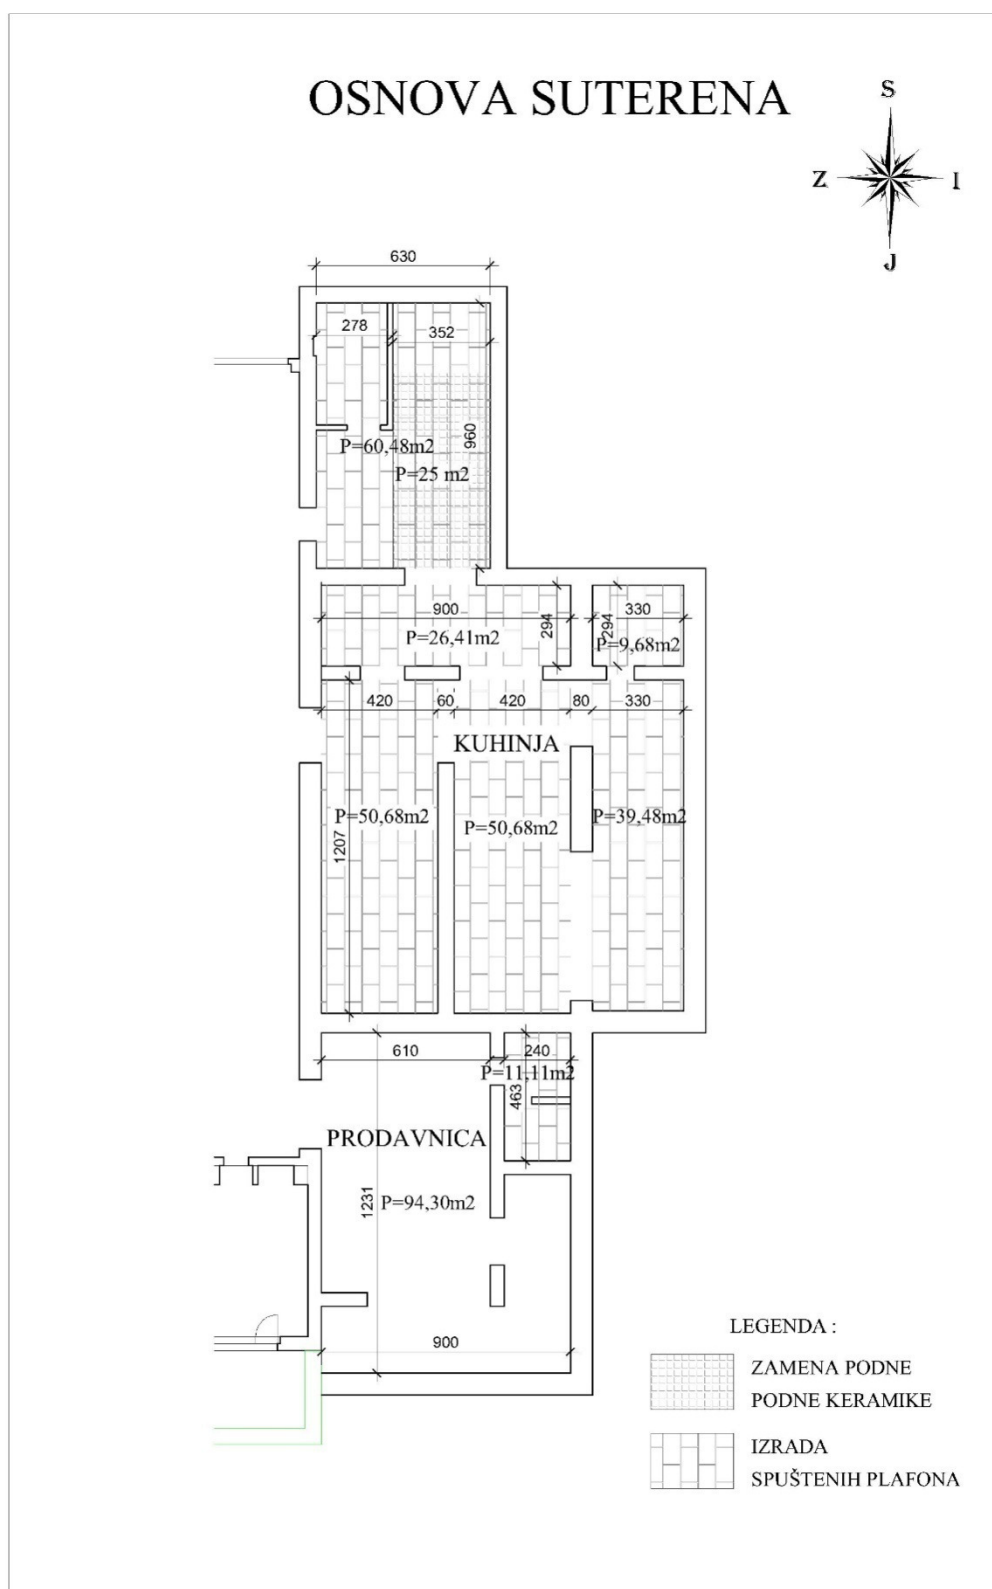 OSNOVA SUTERENA
S
Z
I
J
630
278
352
960
P=60,48m2
P=25 m2
900
294
P=26,41m2
330
294
P=9,68m2
420
60
420
80
330
KUHINJA
P=50,68m2
P=50,68m2
P=39,48m2
1207
610
240
P=11,11m2
463
PRODAVNICA
1231
P=94,30m2
900
LEGENDA :
ZAMENA PODNE
PODNE KERAMIKE
IZRADA
SPUŠTENIH PLAFONA